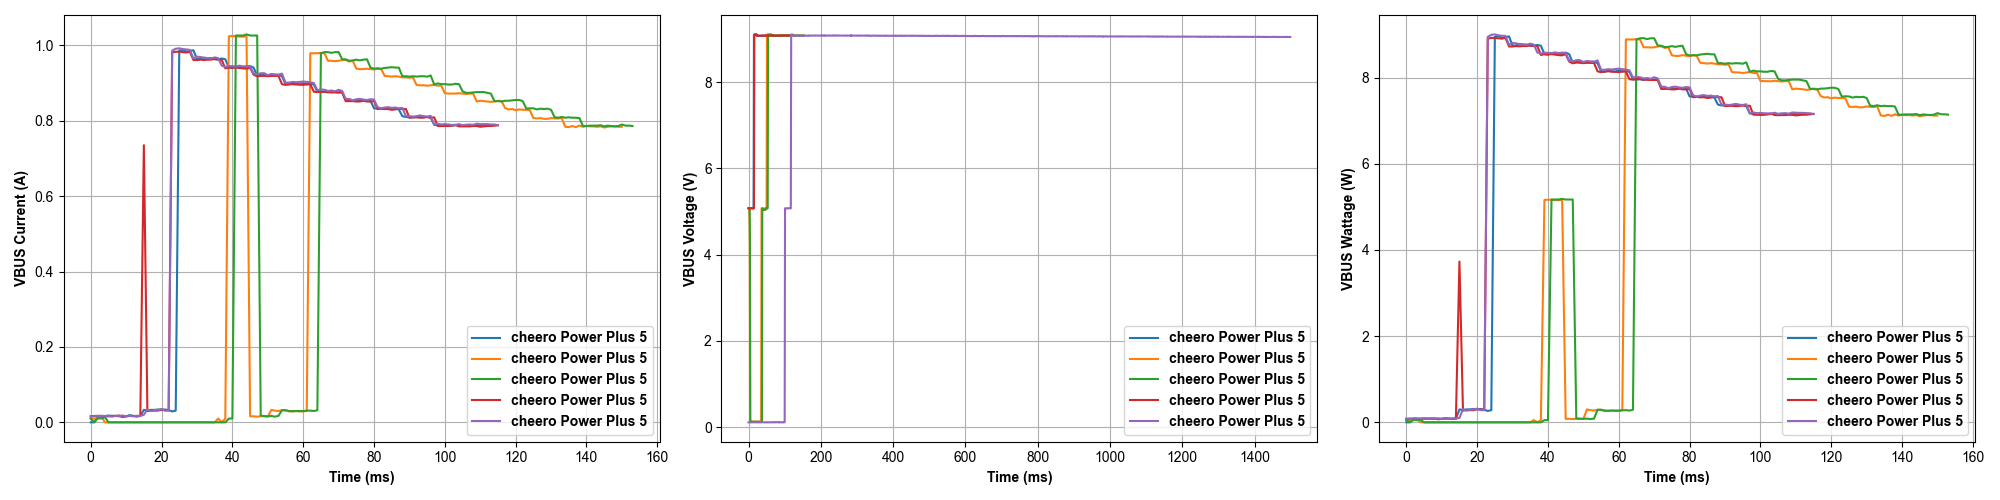 VBUS Current (A)
1.0
0.8
0.6
0.4
0.2
0.0
0 20 40 60 80 100 120 140 160
Time (ms)
cheero Power Plus 5
cheero Power Plus 5
cheero Power Plus 5
cheero Power Plus 5
cheero Power Plus 5
VBUS Voltage (V)
8
6
4
2
0
0 200 400 600 800 1000 1200 1400
Time (ms)
cheero Power Plus 5
cheero Power Plus 5
cheero Power Plus 5
cheero Power Plus 5
cheero Power Plus 5
VBUS Wattage (W)
8
6
4
2
0
0 20 40 60 80 100 120 140 160
Time (ms)
cheero Power Plus 5
cheero Power Plus 5
cheero Power Plus 5
cheero Power Plus 5
cheero Power Plus 5